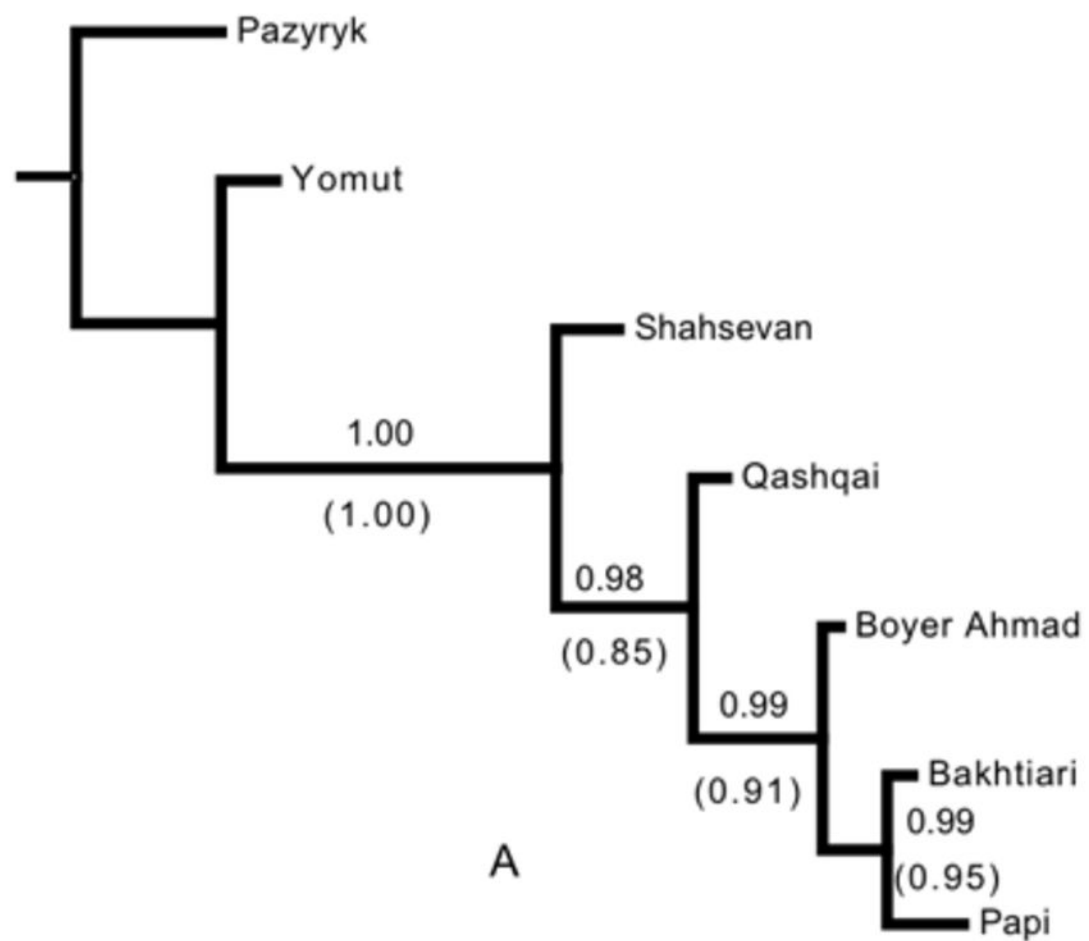 Pazyryk
Yomut
Shahsevan
1.00
(1.00)
Qashqai
0.98
(0.85)
Boyer Ahmad
0.99
(0.91)
Bakhtiari
0.99
(0.95)
A
Papi